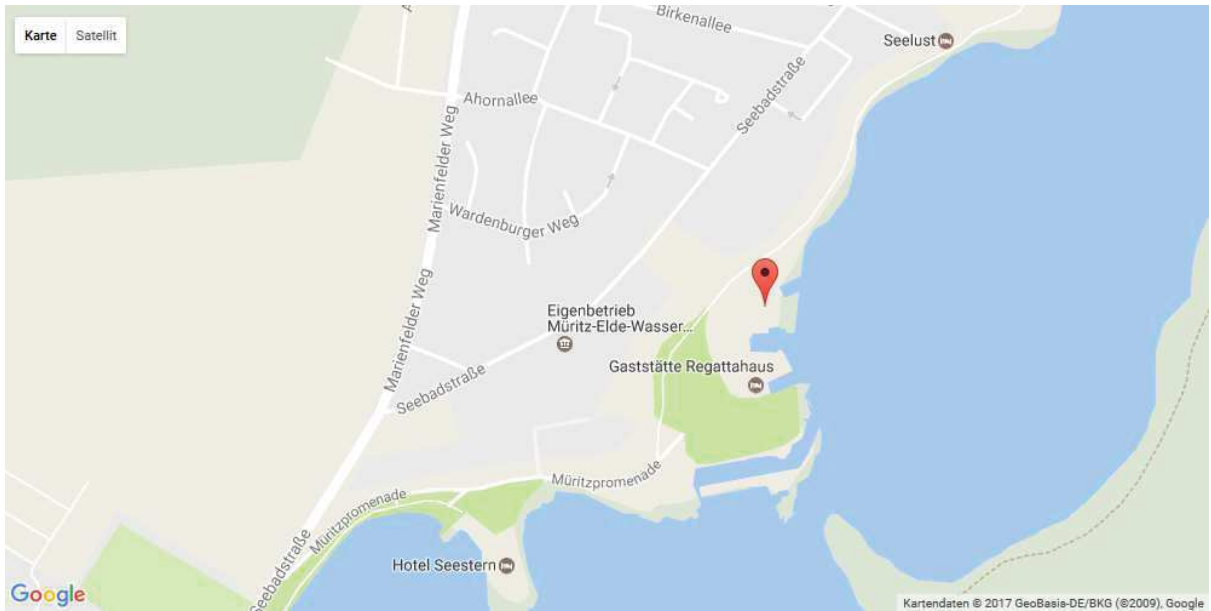 Birkenallee
Karte
Satellit
Seelust
Ahornallee
Seebadstraße
Marienfelder Weg
Wardenburger Weg
Marienfelder Weg
Eigenbetrieb
Müritz-Elde-Wasser...
Gaststätte Regattahaus
Seebadstraße
Müritzpromenade
Müritzpromenade
Seebadstraße
Hotel Seestern
Google
Kartendaten © 2017 GeoBasis-DE/BKG (©2009), Google